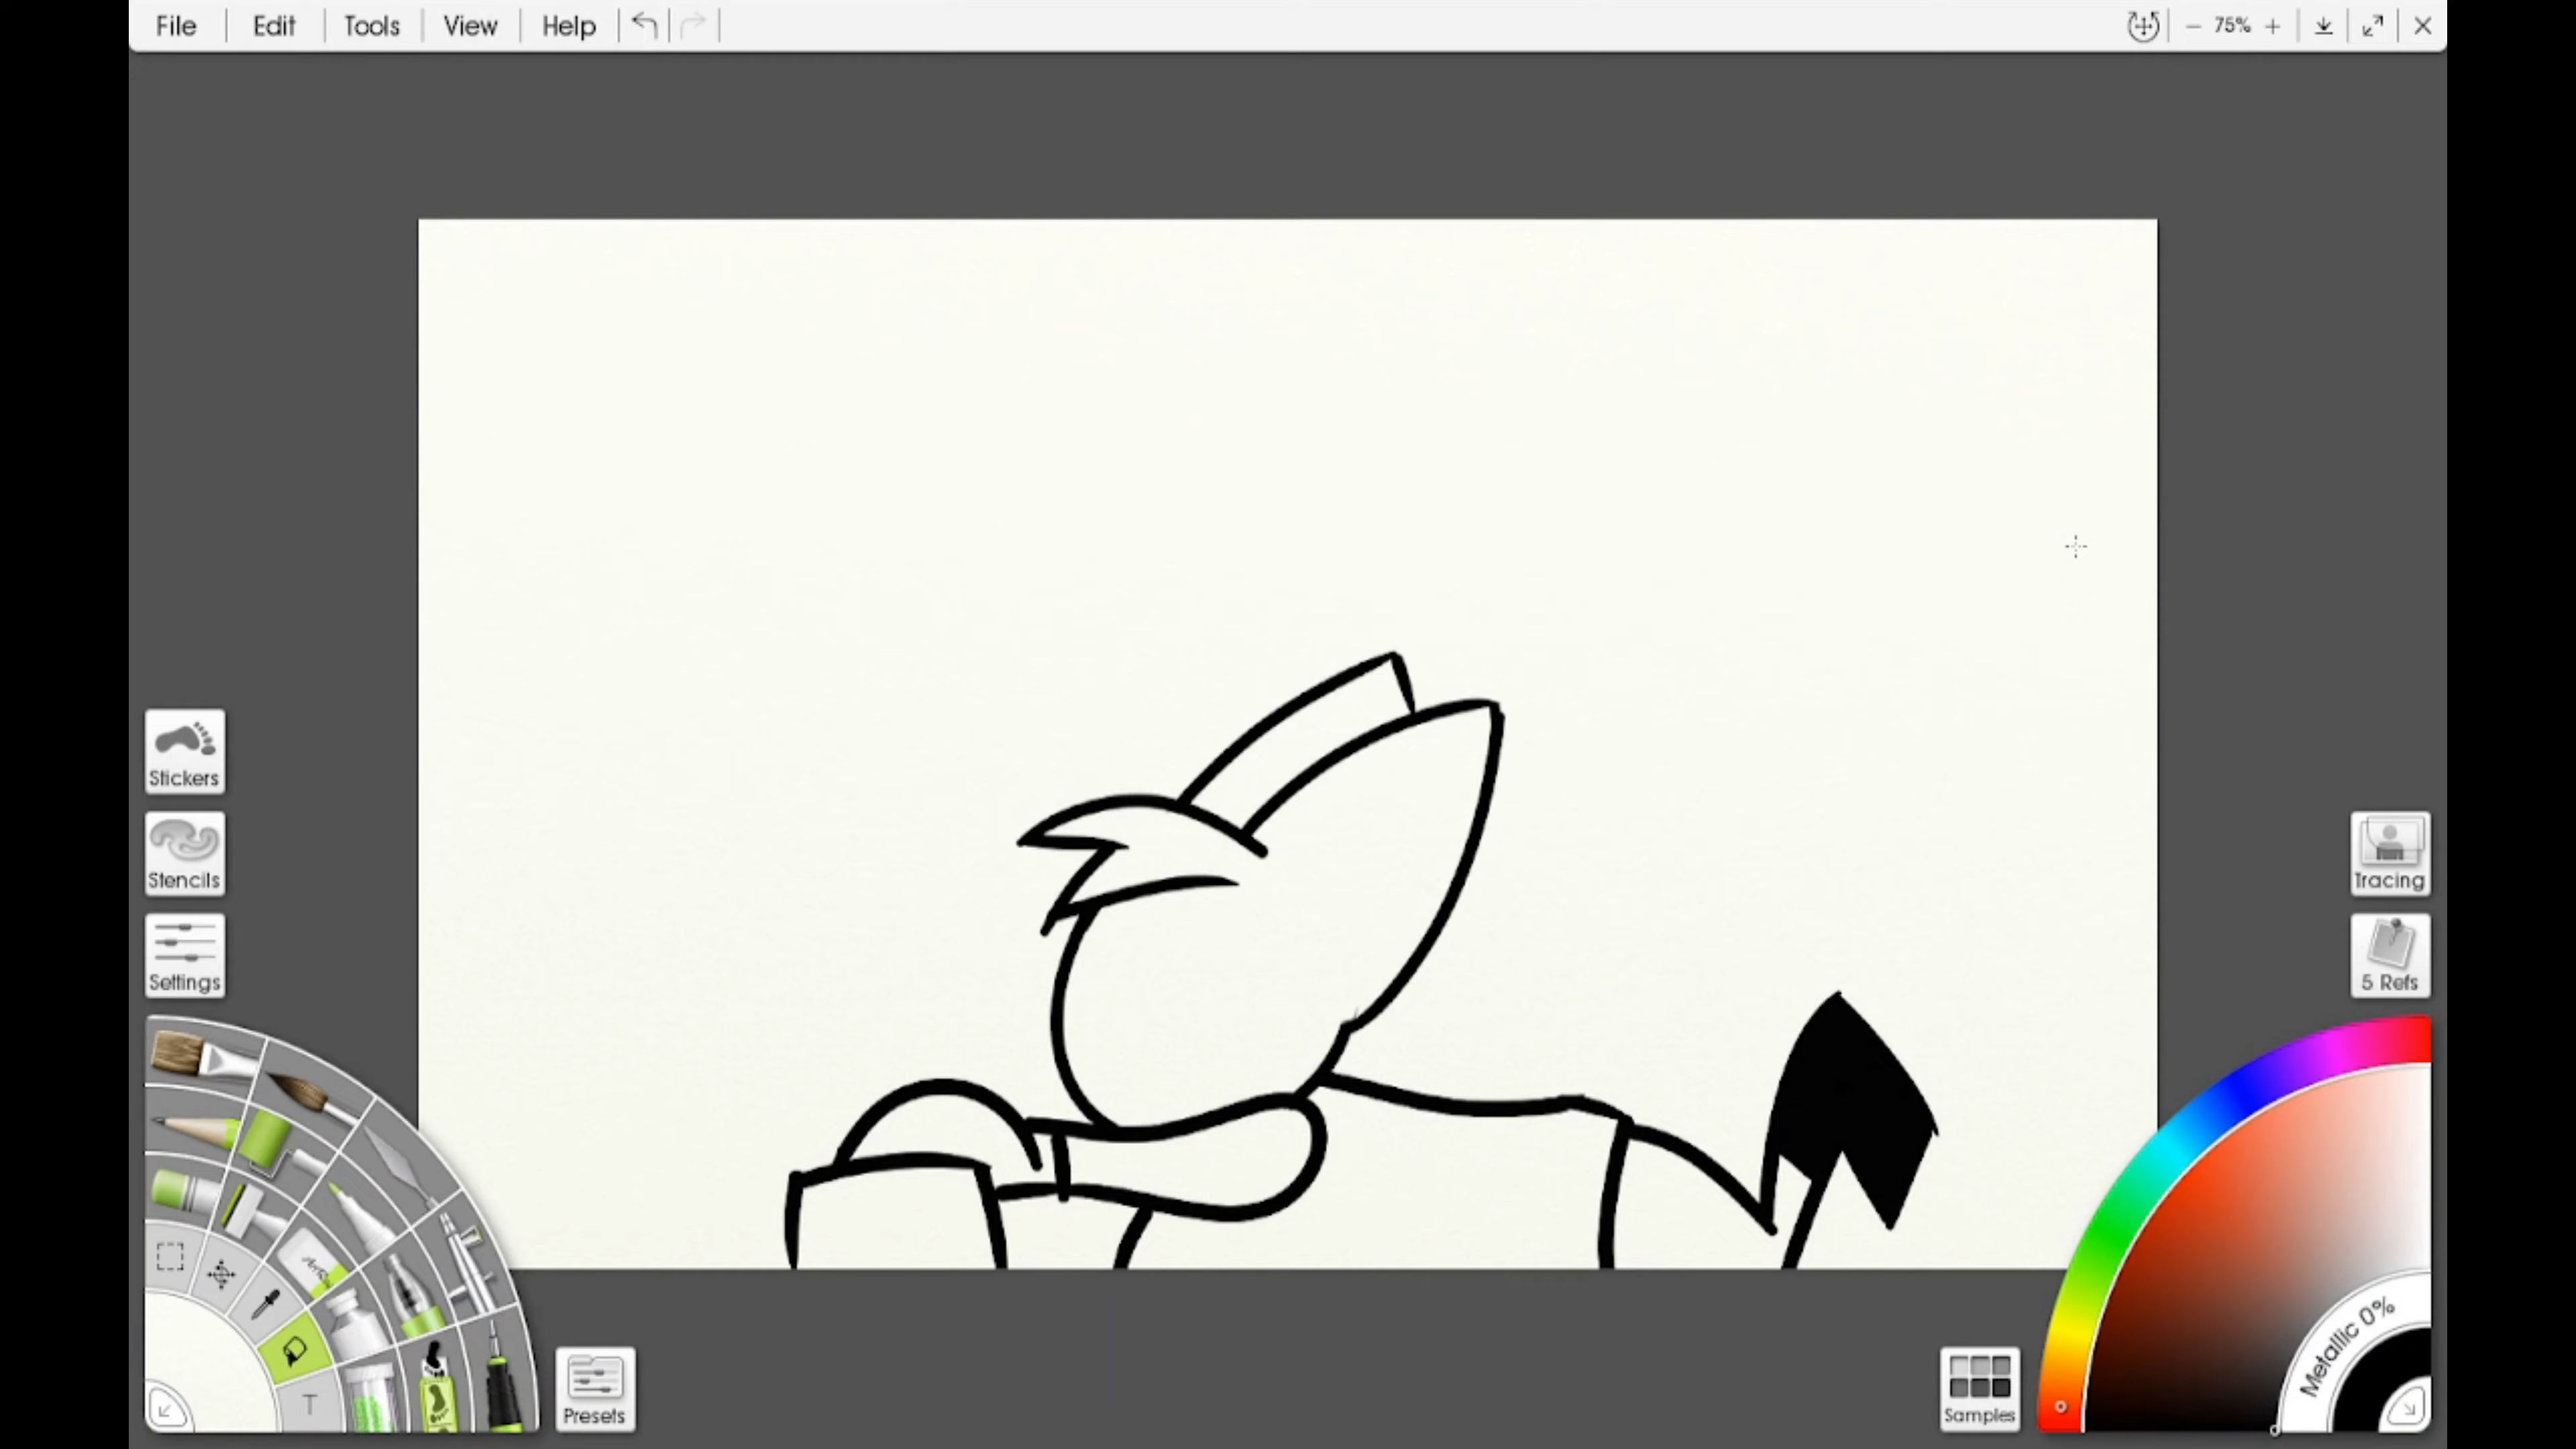 File Edit Tools View Help 75%
Stickers
Stencils
Settings
Tracing
5 Refs
Metallic 0%
T
Presets
Samples